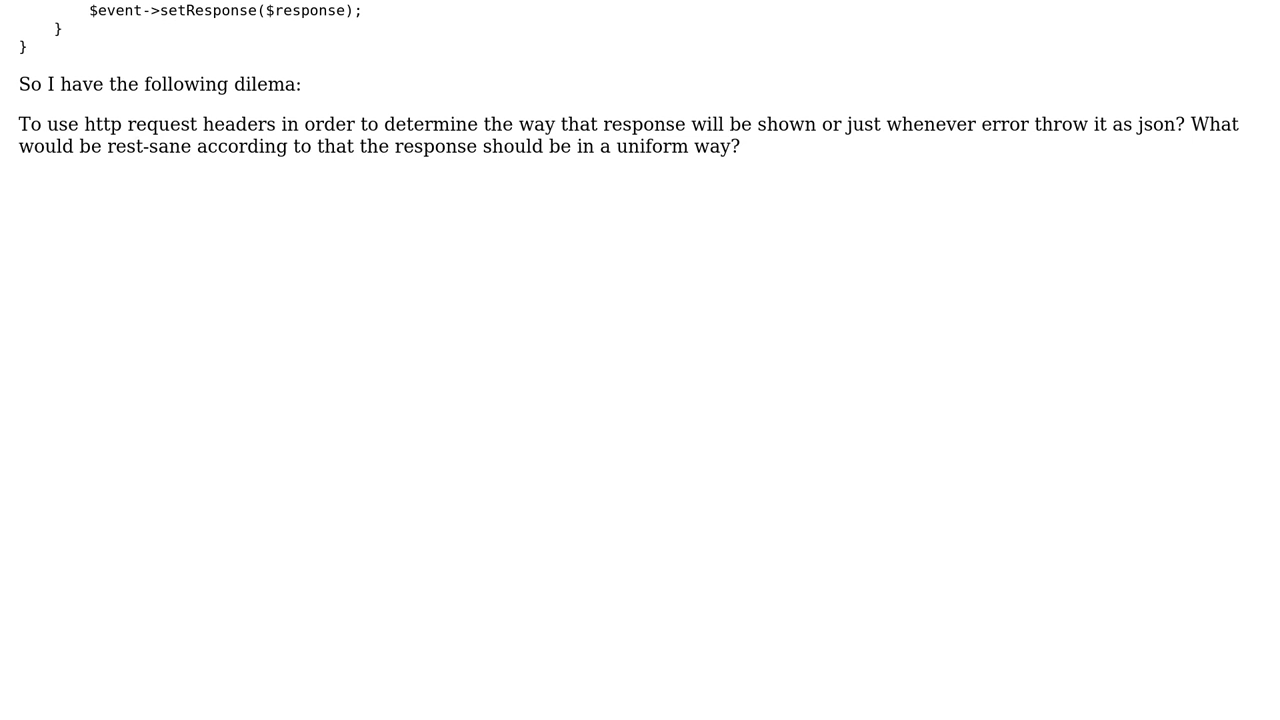 $event->setResponse($response);
}
}
So I have the following dilema:
To use http request headers in order to determine the way that response will be shown or just whenever error throw it as json? What
would be rest-sane according to that the response should be in a uniform way?